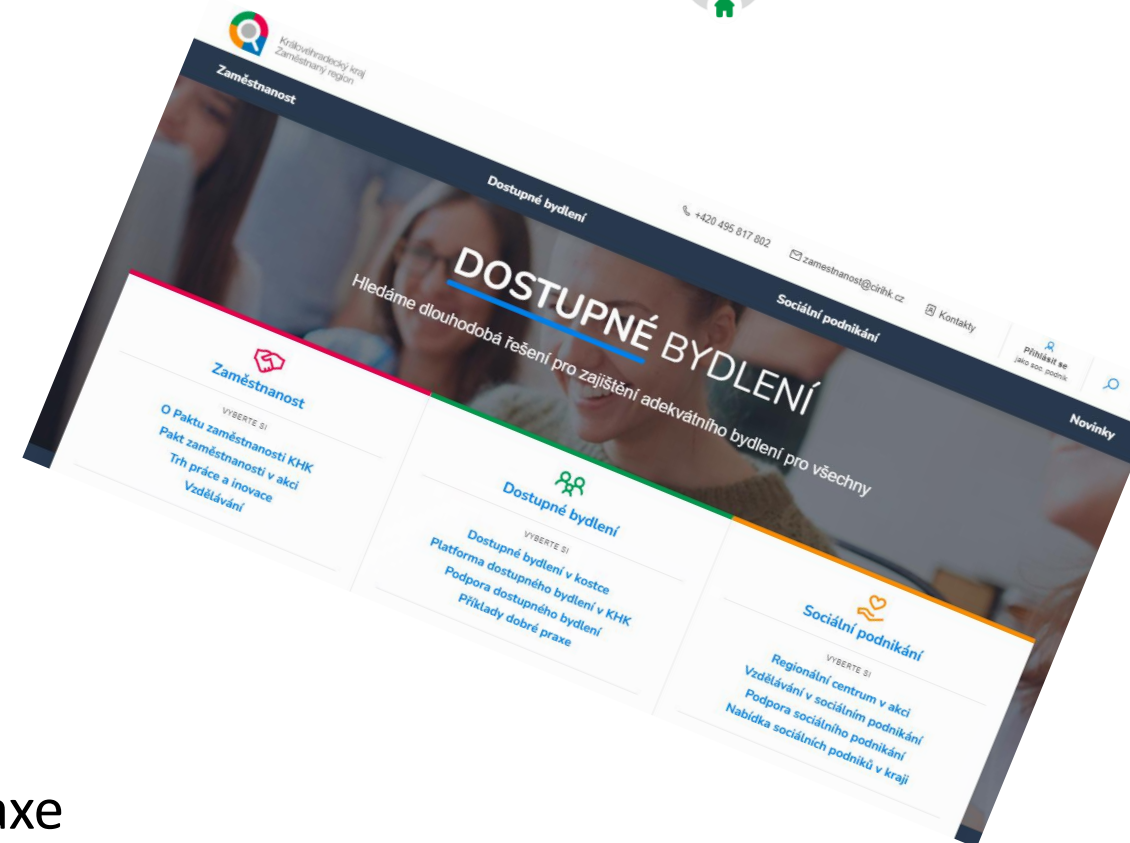 Královéhradecký kraj
Zaměstnaný region
+420 495 817 802
zamestnanost@cirihk.cz
Kontakty
Přihlásit se
jako soc. podnik
Zaměstnanost
Dostupné bydlení
Sociální podnikání
Novinky
DOSTUPNÉ BYDLENÍ
Hledáme dlouhodobá řešení pro zajištění adekvátního bydlení pro všechny
Zaměstnanost
VYBERTE SI
O Paktu zaměstnanosti KHK
Pakt zaměstnanosti v akci
Trh práce a inovace
Vzdělávání
Dostupné bydlení
VYBERTE SI
Dostupné bydlení v kostce
Platforma dostupného bydlení v KHK
Podpora dostupného bydlení
Příklady dobré praxe
Sociální podnikání
VYBERTE SI
Regionální centrum v akci
Vzdělávání v sociálním podnikání
Podpora sociálního podnikání
Nabídka sociálních podniků v kraji